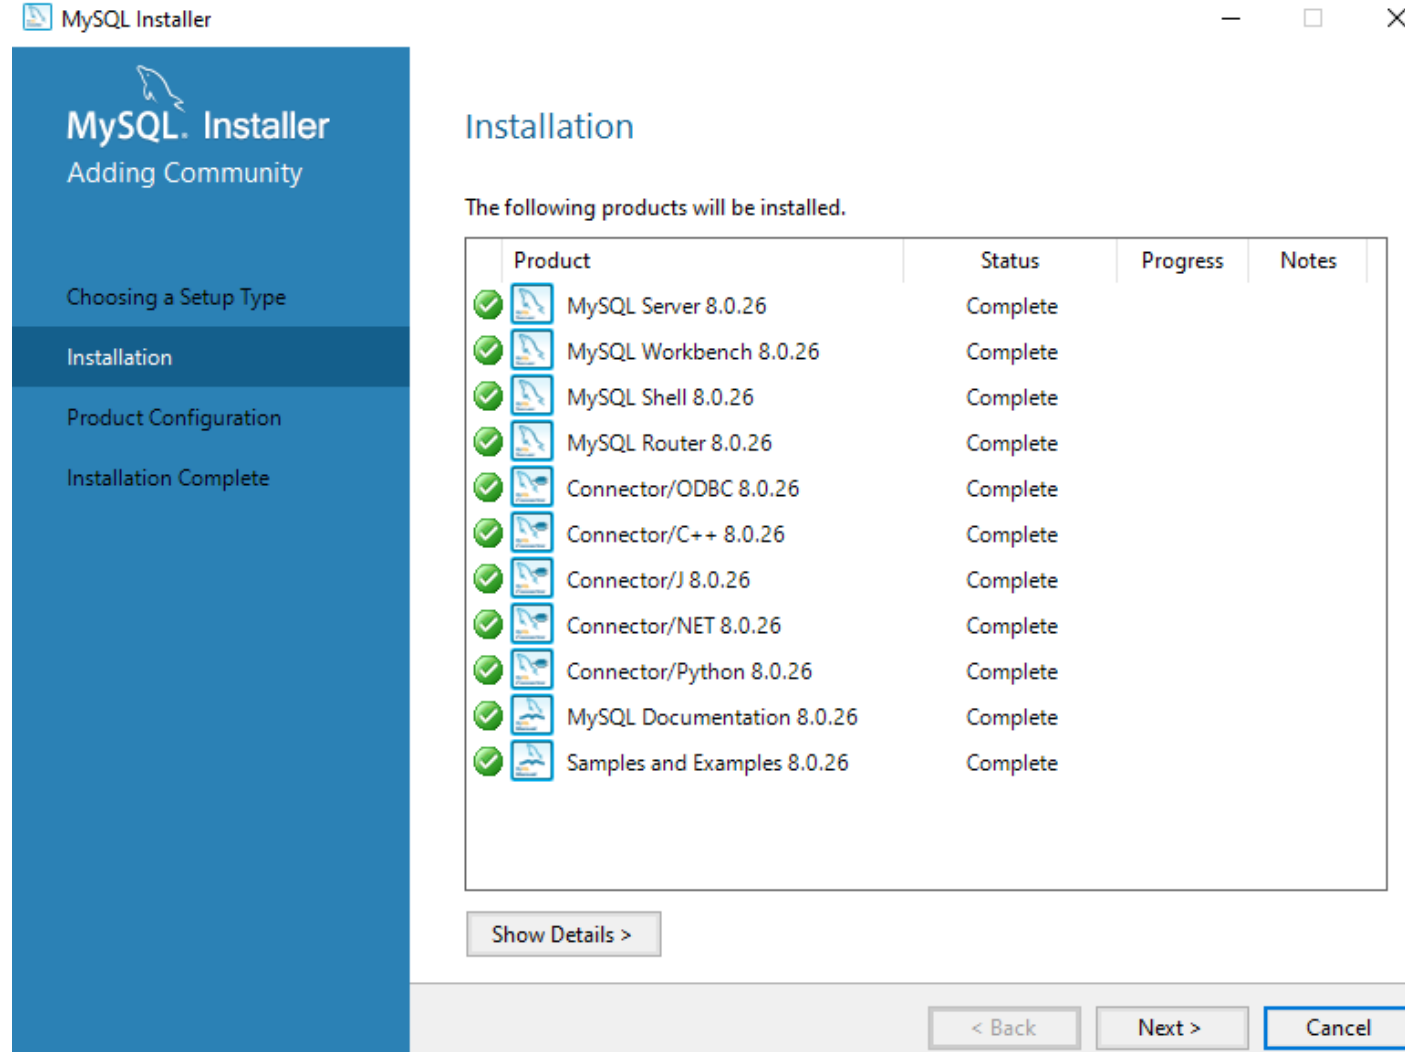 MySQL Installer
MySQL. Installer
Adding Community
Choosing a Setup Type
Installation
Product Configuration
Installation Complete
Installation
The following products will be installed.
Product Status Progress Notes
MySQL Server 8.0.26 Complete
MySQL Workbench 8.0.26 Complete
MySQL Shell 8.0.26 Complete
MySQL Router 8.0.26 Complete
Connector/ODBC 8.0.26 Complete
Connector/C++ 8.0.26 Complete
Connector/J 8.0.26 Complete
Connector/NET 8.0.26 Complete
Connector/Python 8.0.26 Complete
MySQL Documentation 8.0.26 Complete
Samples and Examples 8.0.26 Complete
Show Details >
< Back Next > Cancel